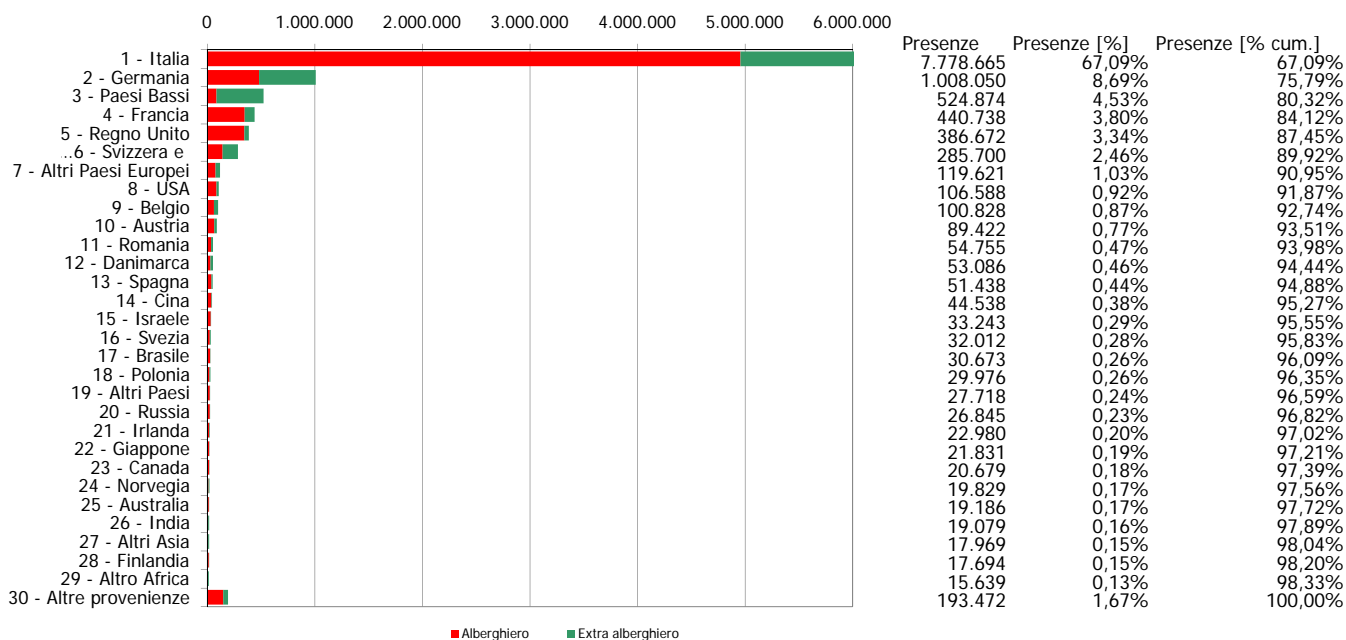 0 1.000.000 2.000.000 3.000.000 4.000.000 5.000.000 6.000.000
Presenze Presenze [%] Presenze [% cum.]
1 - Italia 7.778.665 67,09% 67,09%
2 - Germania 1.008.050 8,69% 75,79%
3 - Paesi Bassi 524.874 4,53% 80,32%
4 - Francia 440.738 3,80% 84,12%
5 - Regno Unito 386.672 3,34% 87,45%
...6 - Svizzera e 285.700 2,46% 89,92%
7 - Altri Paesi Europei 119.621 1,03% 90,95%
8 - USA 106.588 0,92% 91,87%
9 - Belgio 100.828 0,87% 92,74%
10 - Austria 89.422 0,77% 93,51%
11 - Romania 54.755 0,47% 93,98%
12 - Danimarca 53.086 0,46% 94,44%
13 - Spagna 51.438 0,44% 94,88%
14 - Cina 44.538 0,38% 95,27%
15 - Israele 33.243 0,29% 95,55%
16 - Svezia 32.012 0,28% 95,83%
17 - Brasile 30.673 0,26% 96,09%
18 - Polonia 29.976 0,26% 96,35%
19 - Altri Paesi 27.718 0,24% 96,59%
20 - Russia 26.845 0,23% 96,82%
21 - Irlanda 22.980 0,20% 97,02%
22 - Giappone 21.831 0,19% 97,21%
23 - Canada 20.679 0,18% 97,39%
24 - Norvegia 19.829 0,17% 97,56%
25 - Australia 19.186 0,17% 97,72%
26 - India 19.079 0,16% 97,89%
27 - Altri Asia 17.969 0,15% 98,04%
28 - Finlandia 17.694 0,15% 98,20%
29 - Altro Africa 15.639 0,13% 98,33%
30 - Altre provenienze 193.472 1,67% 100,00%
Alberghiero Extra alberghiero